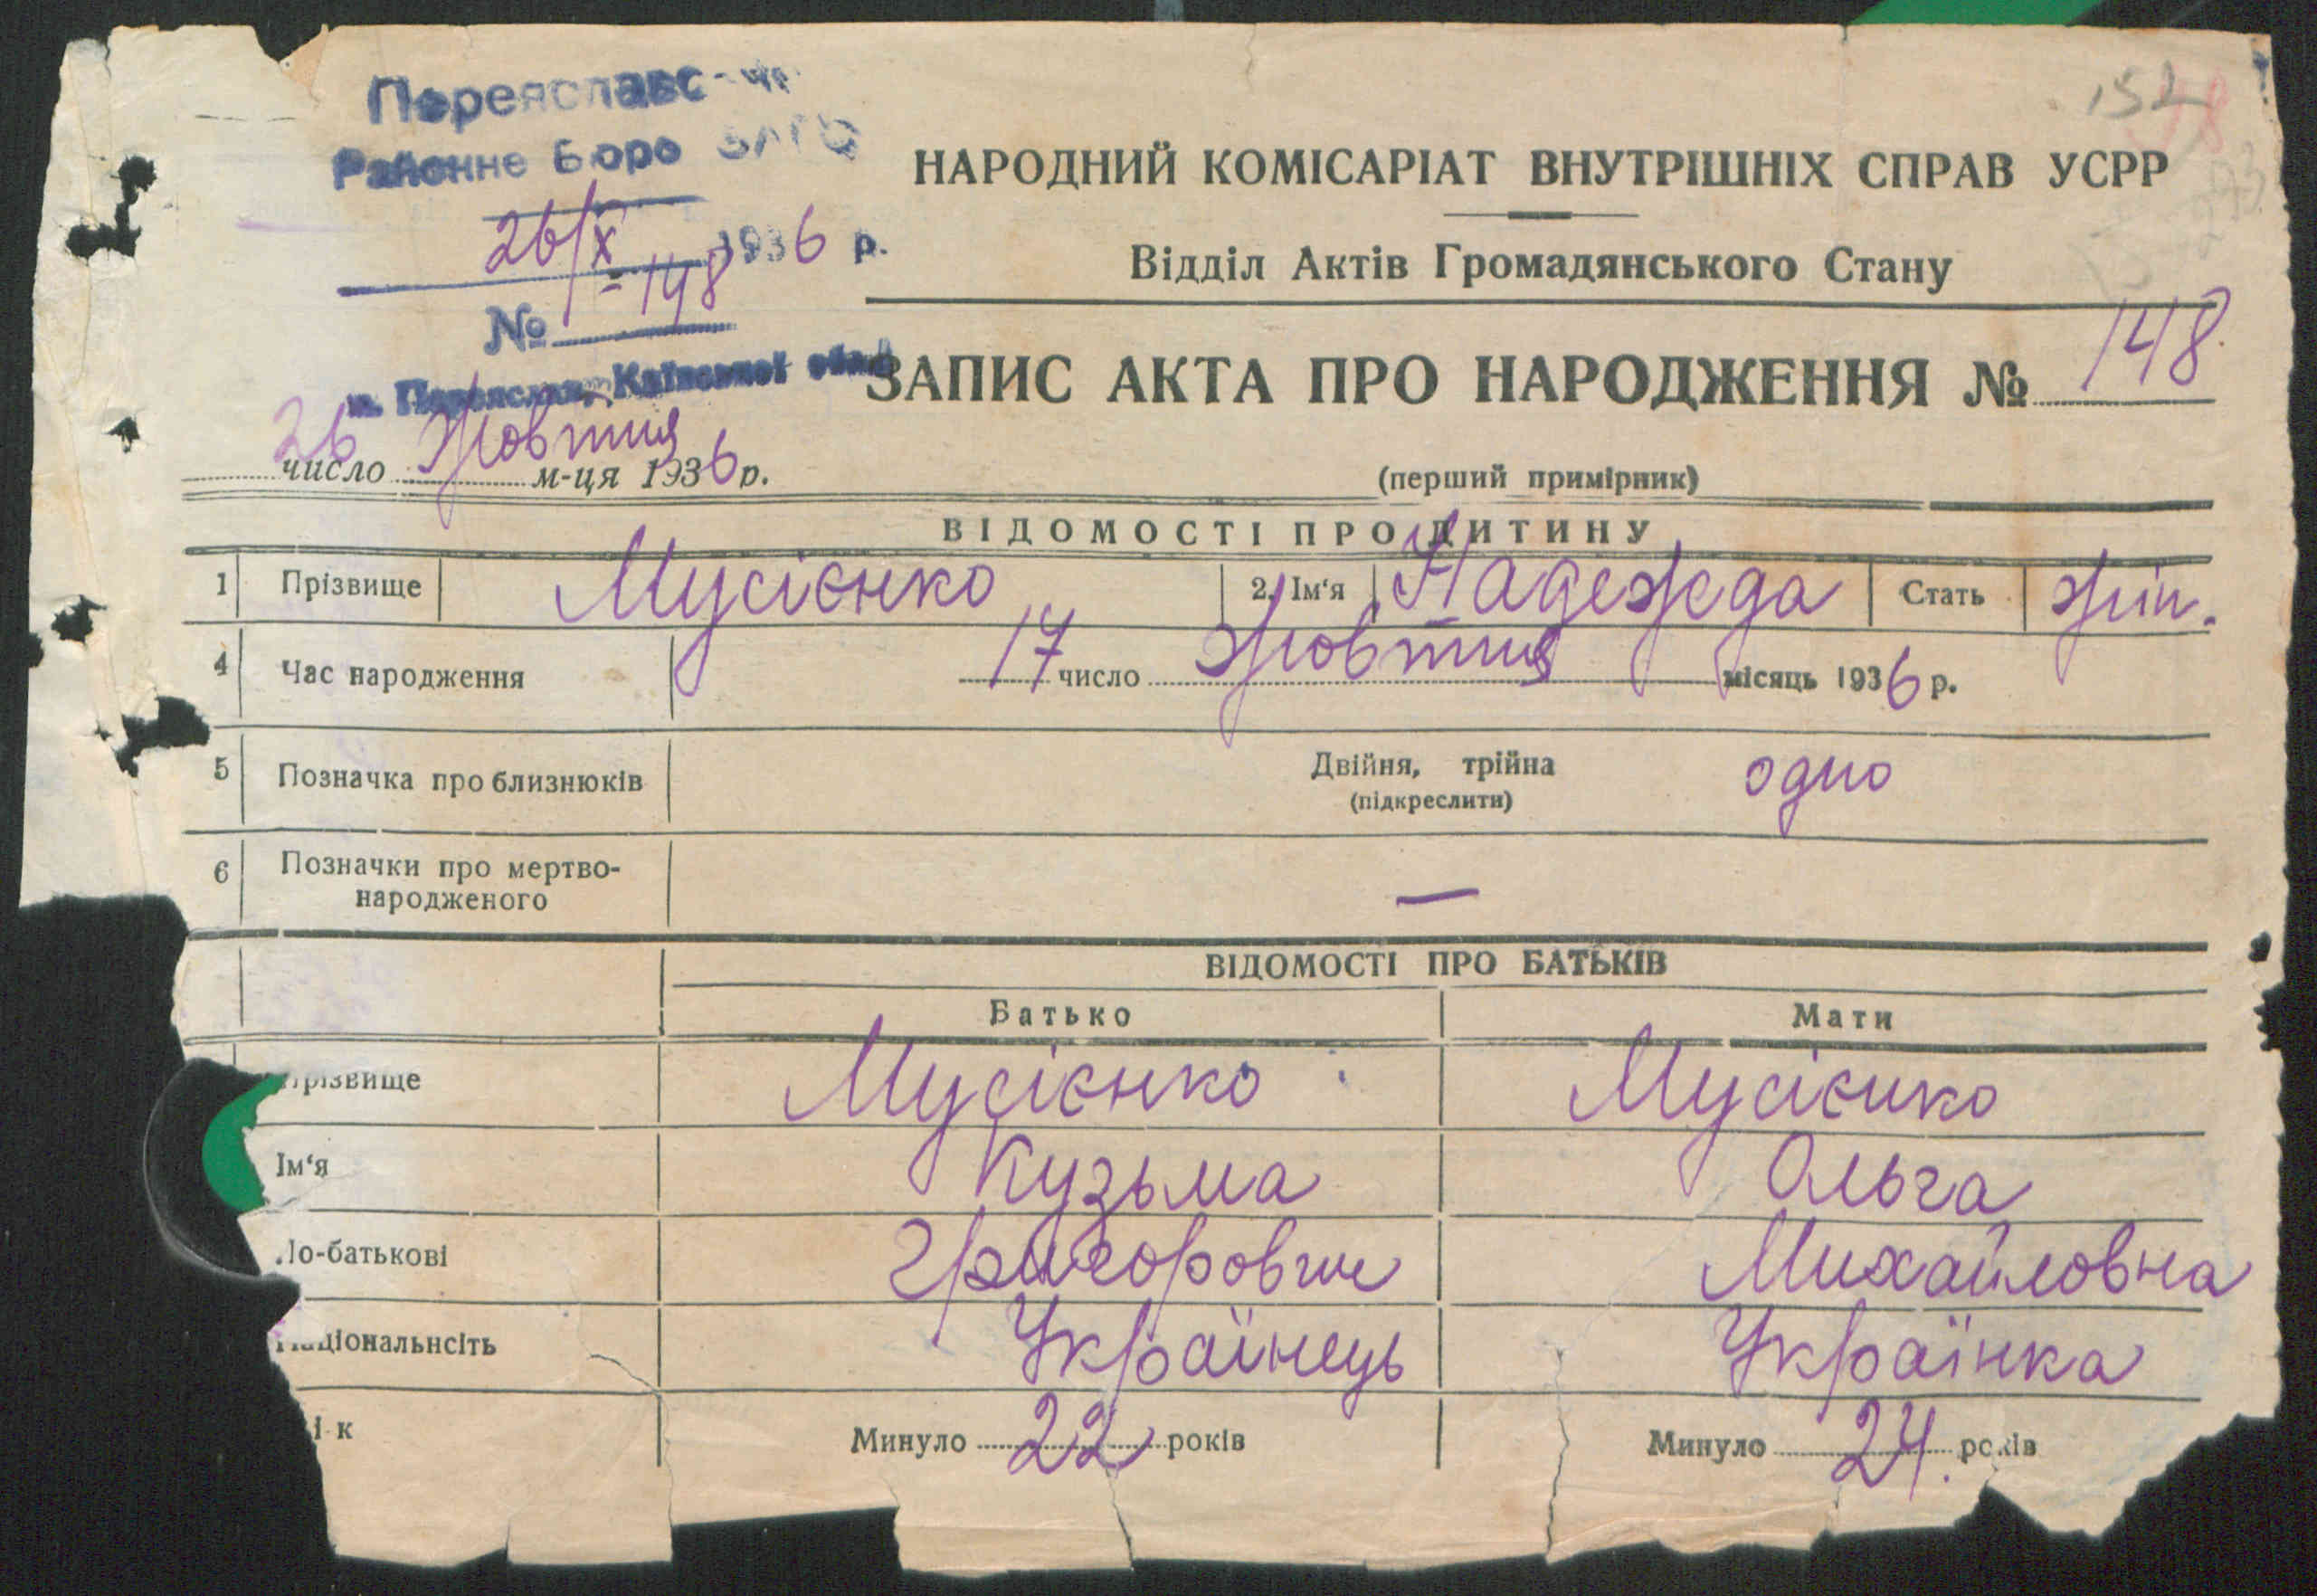 Переяславс
Районне Бюро ЗАГС
26/X 1936 р.
№ 148
м. Переяслав, Київської обл.
152
НАРОДНИЙ КОМІСАРІАТ ВНУТРІШНІХ СПРАВ УСРР
Відділ Актів Громадянського Стану
ЗАПИС АКТА ПРО НАРОДЖЕННЯ № 148
26 число Жовтня м-ця 1936 р.
(перший примірник)
ВІДОМОСТІ ПРО ДИТИНУ
1 Прізвище Мусієнко 2. Ім‘я Надежда Стать жін.
4 Час народження 17 число Жовтня місяць 1936 р.
5 Позначка про близнюків Двійня, трійна одно
(підкреслити)
6 Позначки про мертво-
народженого —
ВІДОМОСТІ ПРО БАТЬКІВ
Батько Мати
Прізвище Мусієнко Мусієнко
Ім‘я Кузьма Ольга
По-батькові Григорович Михайловна
Національнсіть Українець Українка
і к Минуло 22 років Минуло 24. років